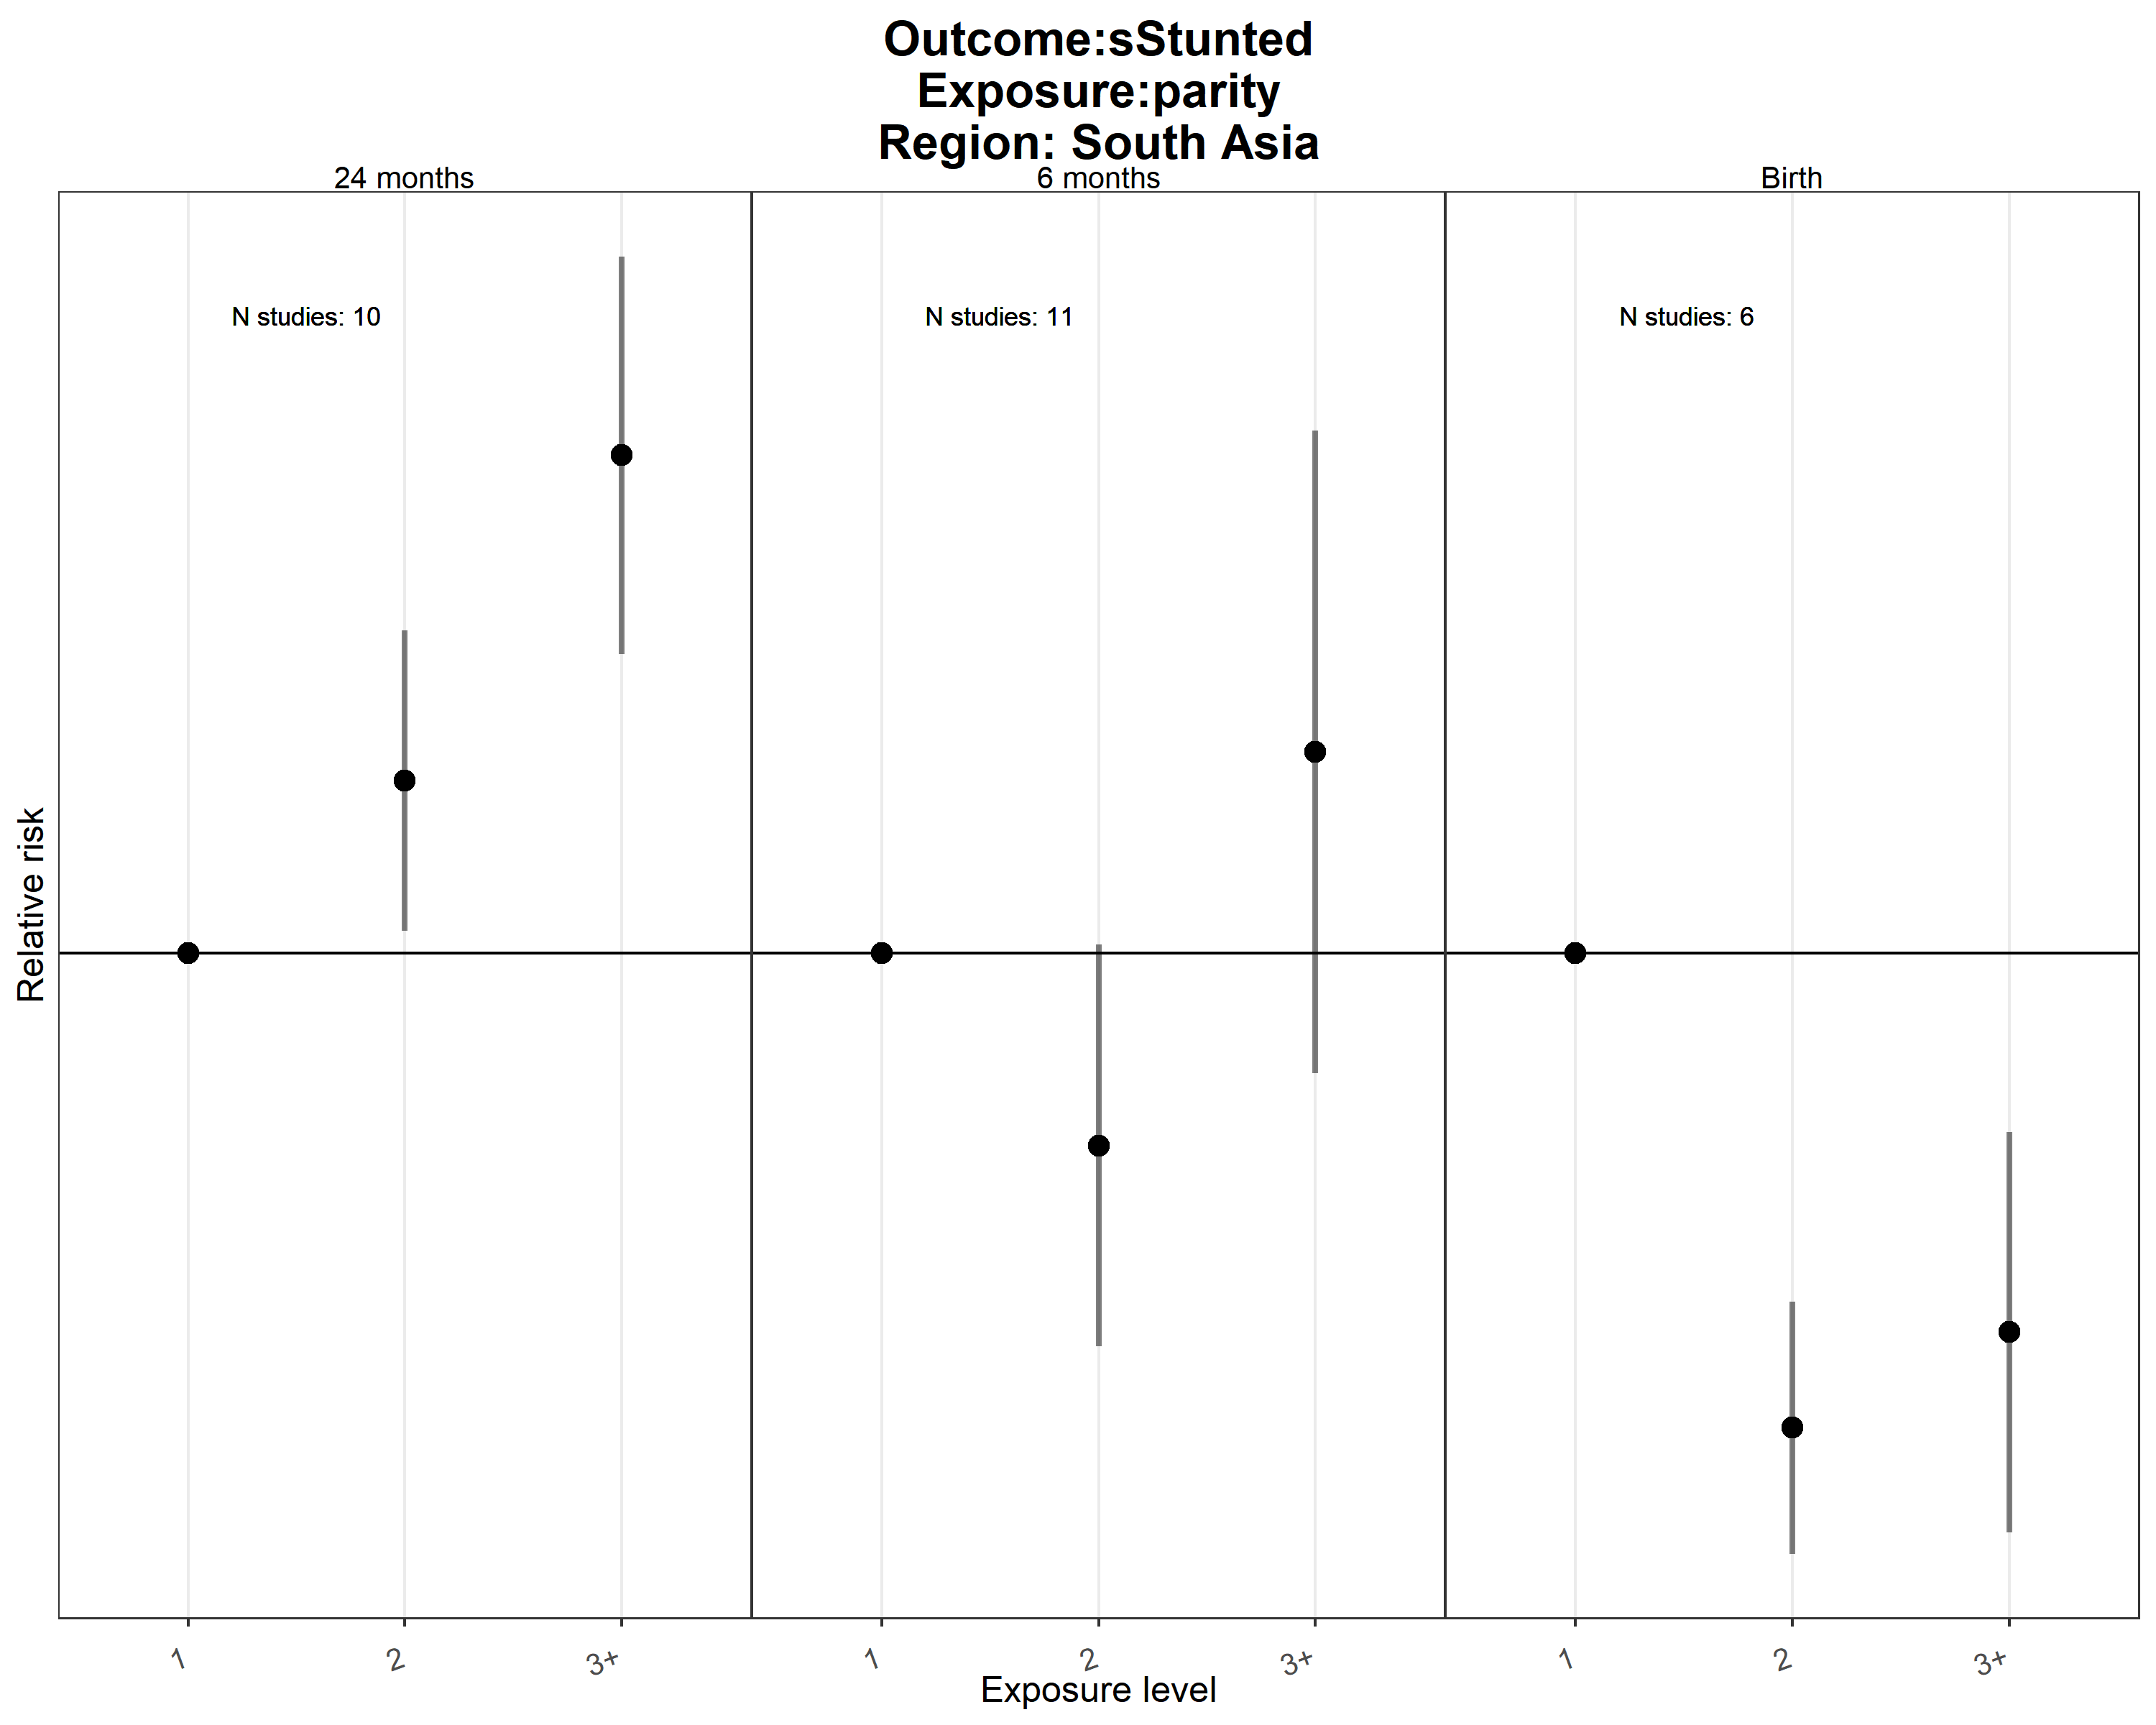 Outcome:sStunted
Exposure:parity
Region: South Asia
24 months
6 months
Birth
N studies: 10
N studies: 11
N studies: 6
Relative risk
1
2
3+
1
2
3+
1
2
3+
Exposure level